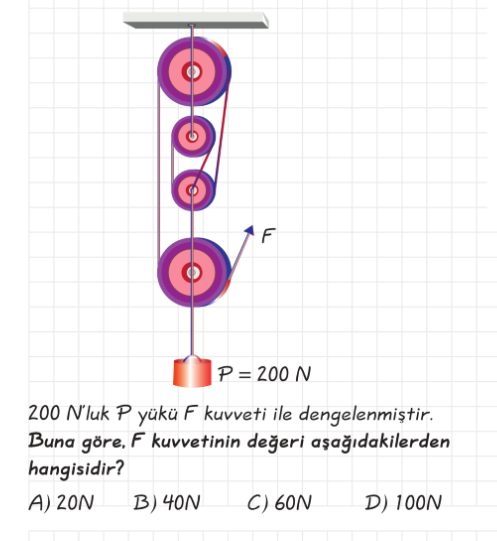 F
P = 200 N
200 N'luk P yükü F kuvveti ile dengelenmiştir.
Buna göre, F kuvvetinin değeri aşağıdakilerden
hangisidir?
A) 20N B) 40N C) 60N D) 100N